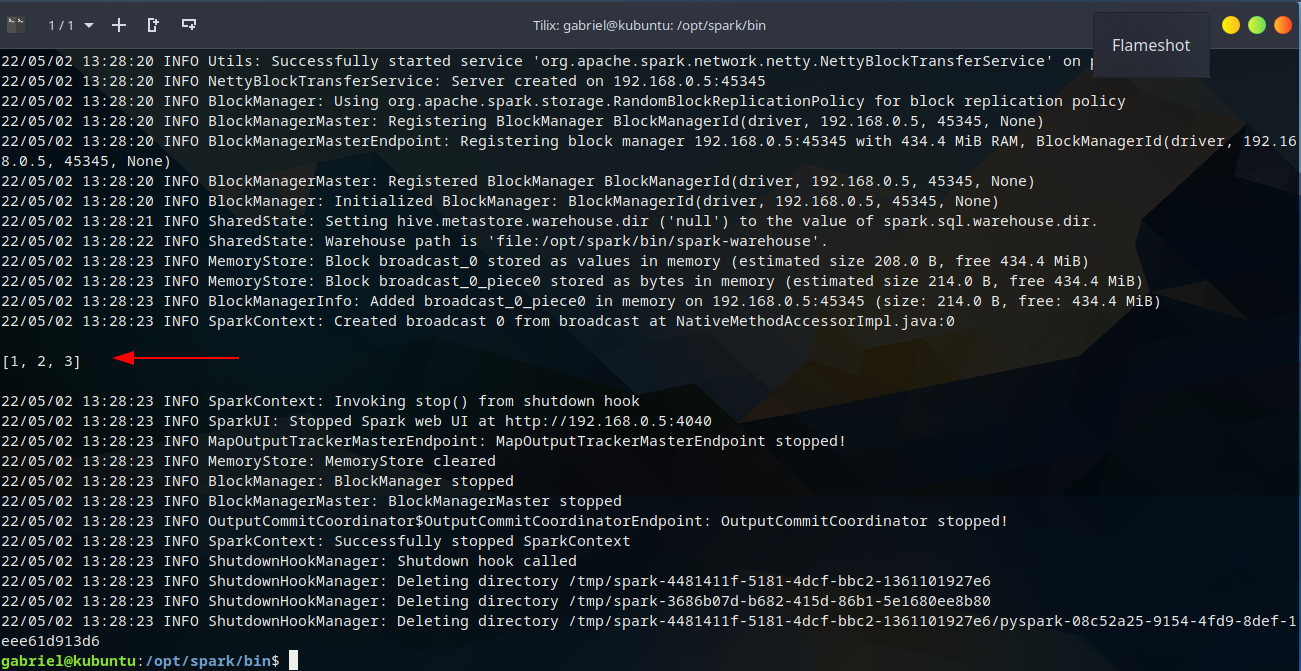 1 / 1 Tilix: gabriel@kubuntu: /opt/spark/bin
Flameshot
22/05/02 13:28:20 INFO Utils: Successfully started service 'org.apache.spark.network.netty.NettyBlockTransferService' on
22/05/02 13:28:20 INFO NettyBlockTransferService: Server created on 192.168.0.5:45345
22/05/02 13:28:20 INFO BlockManager: Using org.apache.spark.storage.RandomBlockReplicationPolicy for block replication policy
22/05/02 13:28:20 INFO BlockManagerMaster: Registering BlockManager BlockManagerId(driver, 192.168.0.5, 45345, None)
22/05/02 13:28:20 INFO BlockManagerMasterEndpoint: Registering block manager 192.168.0.5:45345 with 434.4 MiB RAM, BlockManagerId(driver, 192.16
8.0.5, 45345, None)
22/05/02 13:28:20 INFO BlockManagerMaster: Registered BlockManager BlockManagerId(driver, 192.168.0.5, 45345, None)
22/05/02 13:28:20 INFO BlockManager: Initialized BlockManager: BlockManagerId(driver, 192.168.0.5, 45345, None)
22/05/02 13:28:21 INFO SharedState: Setting hive.metastore.warehouse.dir ('null') to the value of spark.sql.warehouse.dir.
22/05/02 13:28:22 INFO SharedState: Warehouse path is 'file:/opt/spark/bin/spark-warehouse'.
22/05/02 13:28:23 INFO MemoryStore: Block broadcast_0 stored as values in memory (estimated size 208.0 B, free 434.4 MiB)
22/05/02 13:28:23 INFO MemoryStore: Block broadcast_0_piece0 stored as bytes in memory (estimated size 214.0 B, free 434.4 MiB)
22/05/02 13:28:23 INFO BlockManagerInfo: Added broadcast_0_piece0 in memory on 192.168.0.5:45345 (size: 214.0 B, free: 434.4 MiB)
22/05/02 13:28:23 INFO SparkContext: Created broadcast 0 from broadcast at NativeMethodAccessorImpl.java:0
[1, 2, 3]
22/05/02 13:28:23 INFO SparkContext: Invoking stop() from shutdown hook
22/05/02 13:28:23 INFO SparkUI: Stopped Spark web UI at http://192.168.0.5:4040
22/05/02 13:28:23 INFO MapOutputTrackerMasterEndpoint: MapOutputTrackerMasterEndpoint stopped!
22/05/02 13:28:23 INFO MemoryStore: MemoryStore cleared
22/05/02 13:28:23 INFO BlockManager: BlockManager stopped
22/05/02 13:28:23 INFO BlockManagerMaster: BlockManagerMaster stopped
22/05/02 13:28:23 INFO OutputCommitCoordinator$OutputCommitCoordinatorEndpoint: OutputCommitCoordinator stopped!
22/05/02 13:28:23 INFO SparkContext: Successfully stopped SparkContext
22/05/02 13:28:23 INFO ShutdownHookManager: Shutdown hook called
22/05/02 13:28:23 INFO ShutdownHookManager: Deleting directory /tmp/spark-4481411f-5181-4dcf-bbc2-1361101927e6
22/05/02 13:28:23 INFO ShutdownHookManager: Deleting directory /tmp/spark-3686b07d-b682-415d-86b1-5e1680ee8b80
22/05/02 13:28:23 INFO ShutdownHookManager: Deleting directory /tmp/spark-4481411f-5181-4dcf-bbc2-1361101927e6/pyspark-08c52a25-9154-4fd9-8def-1
eee61d913d6
gabriel@kubuntu:/opt/spark/bin$